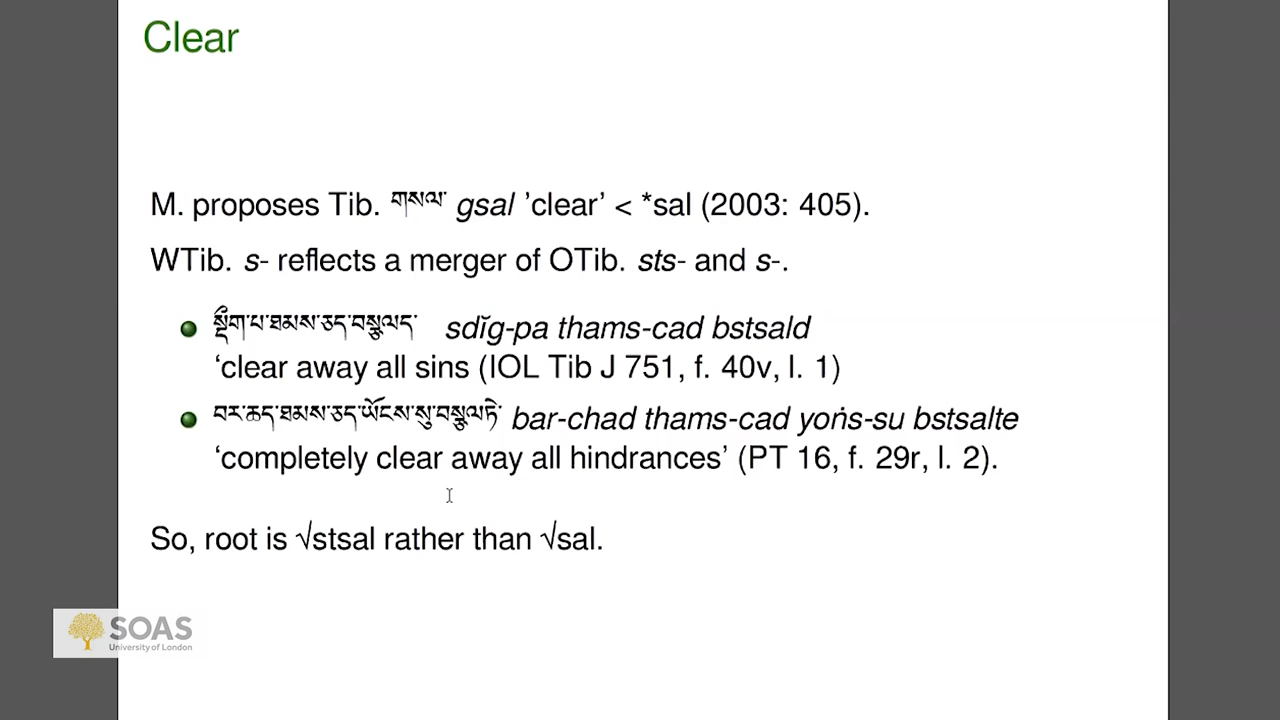 Clear
M. proposes Tib. གསལ་ gsal ’clear’ < *sal (2003: 405).
WTib. s- reflects a merger of OTib. sts- and s-.
སྡྀག་པ་ཐམས་ཅད་བསྩལད་ sdĭg-pa thams-cad bstsald
‘clear away all sins (IOL Tib J 751, f. 40v, l. 1)
བར་ཆད་ཐམས་ཅད་ཡོངས་སུ་བསྩལཏེ་ bar-chad thams-cad yoṅs-su bstsalte
‘completely clear away all hindrances’ (PT 16, f. 29r, l. 2).
So, root is √stsal rather than √sal.
SOAS
University of London